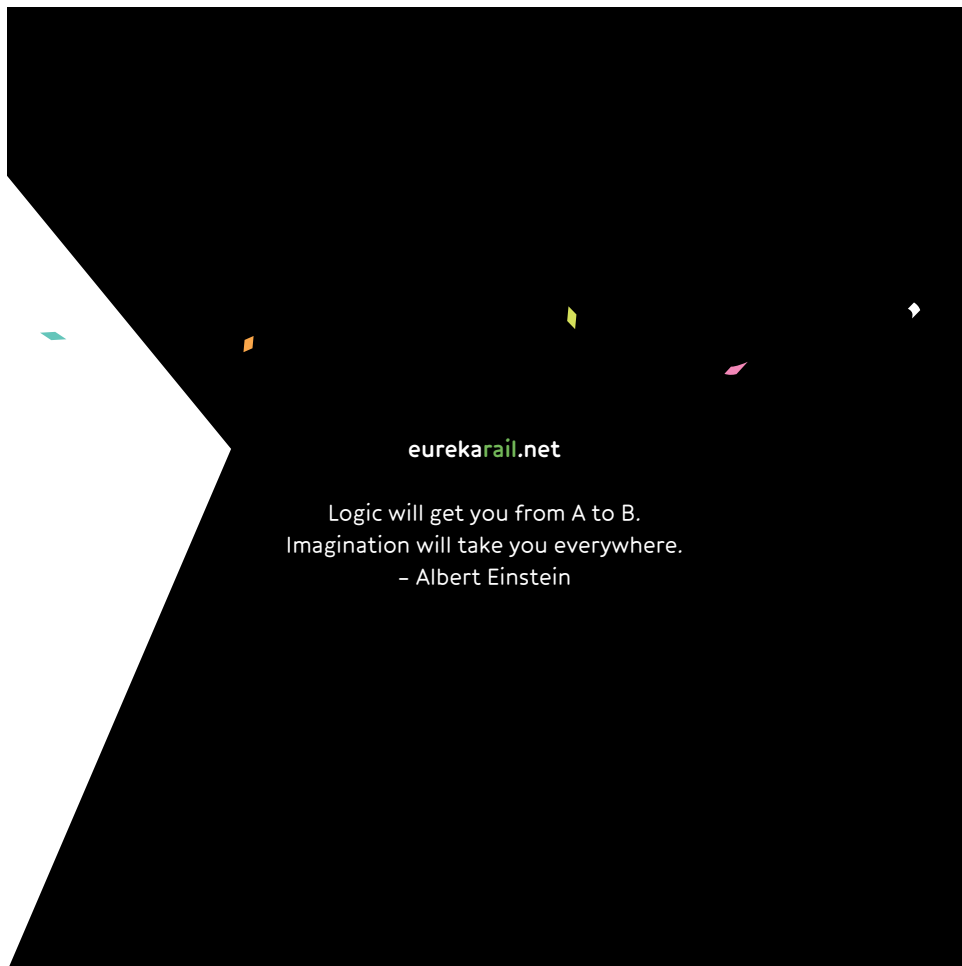 eurekarail.net
Logic will get you from A to B.
Imagination will take you everywhere.
– Albert Einstein